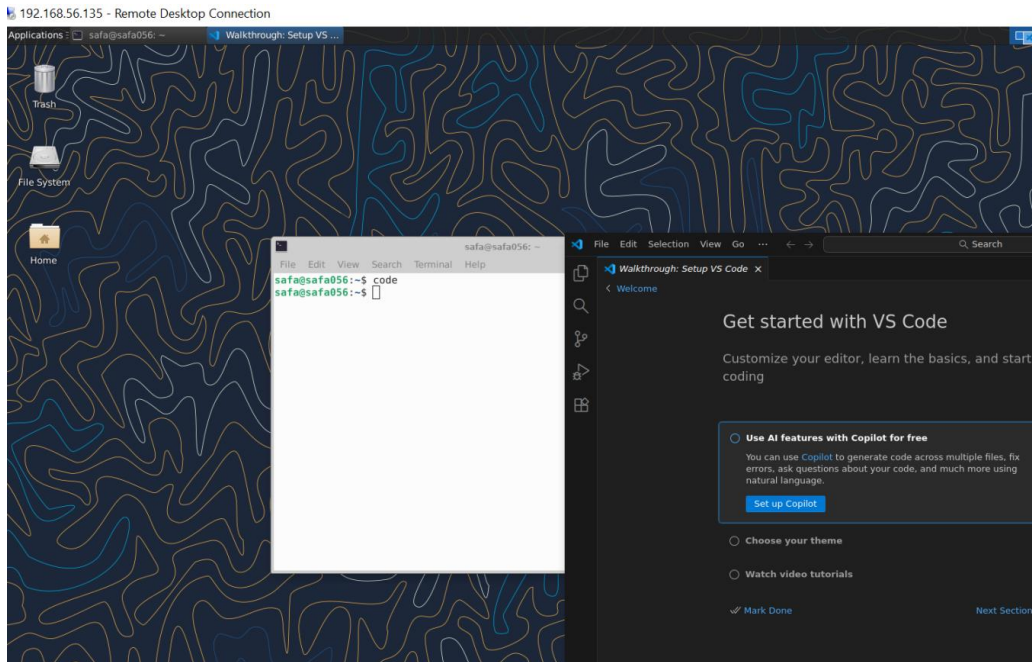 192.168.56.135 - Remote Desktop Connection
Applications safa@safa056: ~ Walkthrough: Setup VS ...
Trash
File System
Home
safa@safa056: ~
File Edit View Search Terminal Help
safa@safa056:~$ code
safa@safa056:~$
File Edit Selection View Go ... Search
Walkthrough: Setup VS Code
Welcome
Get started with VS Code
Customize your editor, learn the basics, and start
coding
Use AI features with Copilot for free
You can use Copilot to generate code across multiple files, fix
errors, ask questions about your code, and much more using
natural language.
Set up Copilot
Choose your theme
Watch video tutorials
Mark Done Next Section